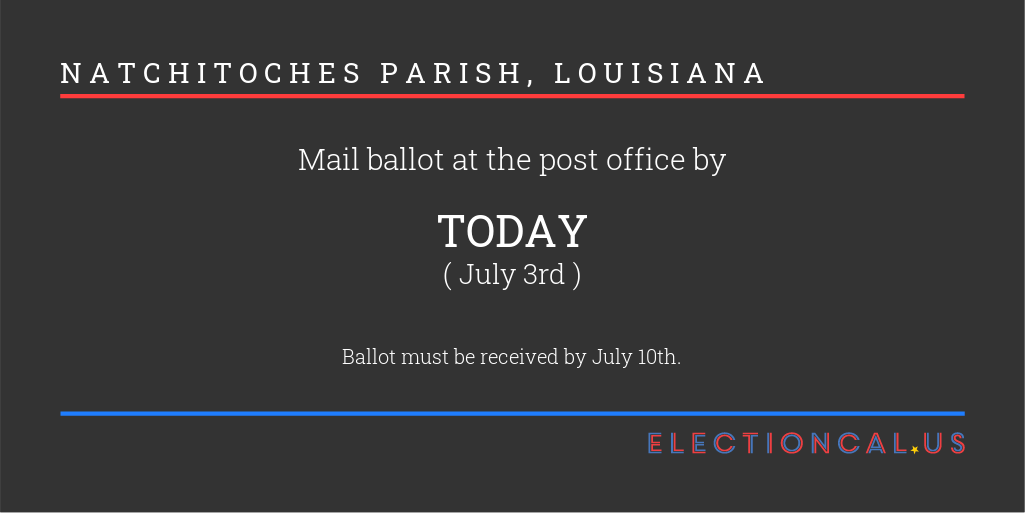 NATCHITOCHES PARISH, LOUISIANA
Mail ballot at the post office by
TODAY
( July 3rd )
Ballot must be received by July 10th.
ELECTIONCAL.US